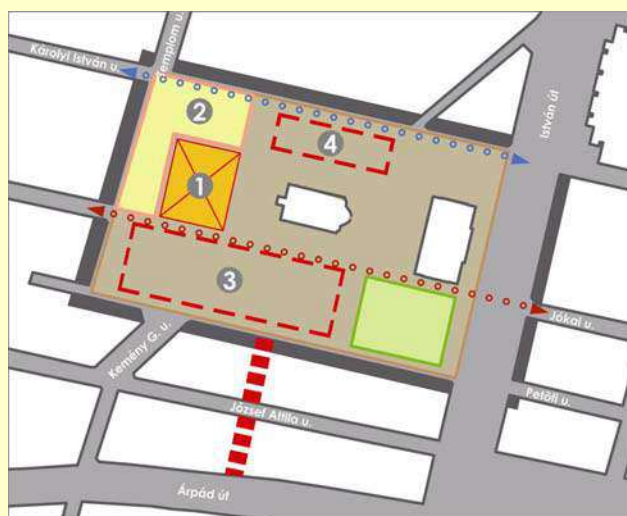 Templom u.
Károlyi István u.
István út
2
4
1
3
Jókai u.
Kemény G. u.
Petőfi u.
József Attila u.
Árpád út